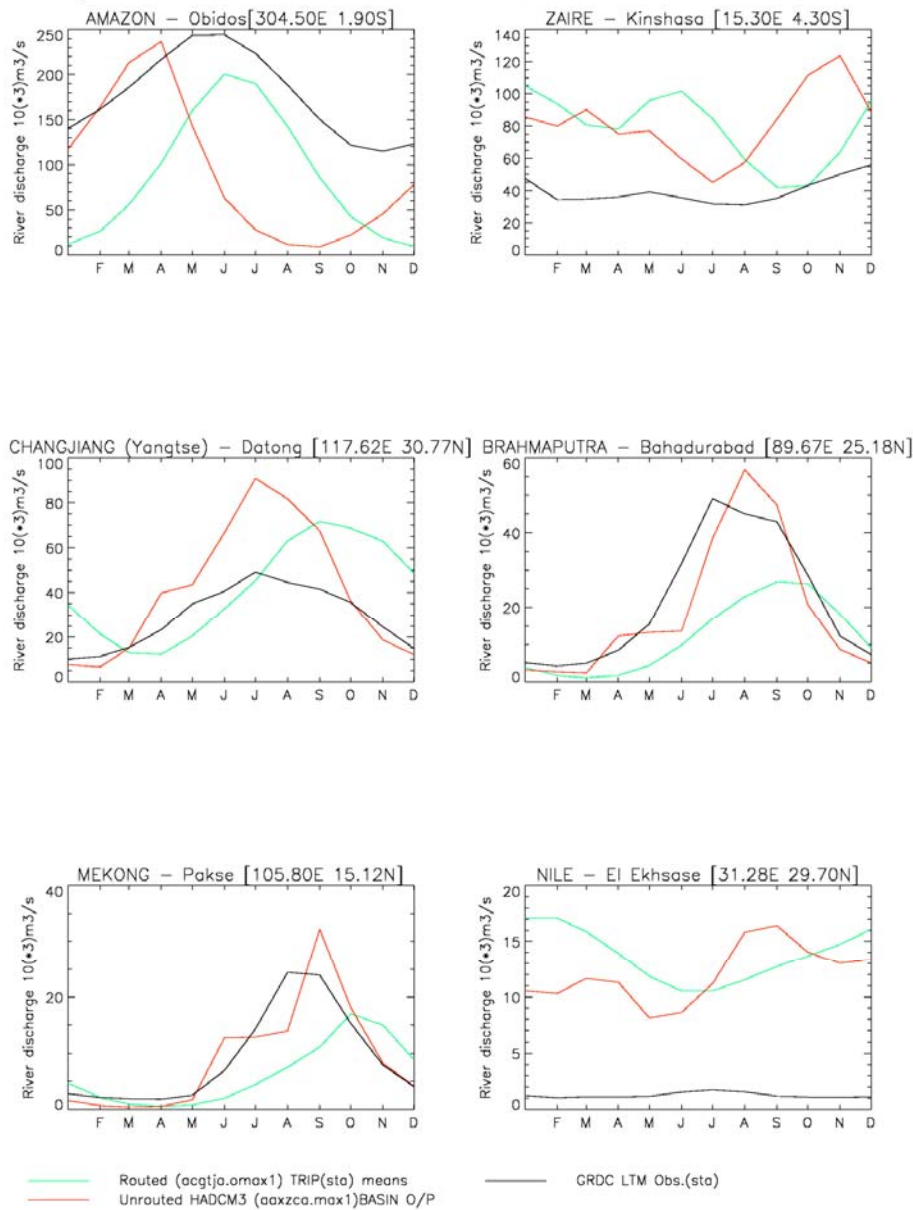 AMAZON – Obidos[304.50E 1.90S]
River discharge 10(*3)m3/s
250
200
150
100
50
0
F M A M J J A S O N D
ZAIRE – Kinshasa [15.30E 4.30S]
River discharge 10(*3)m3/s
140
120
100
80
60
40
20
0
F M A M J J A S O N D
CHANGJIANG (Yangtse) – Datong [117.62E 30.77N]
River discharge 10(*3)m3/s
100
80
60
40
20
0
F M A M J J A S O N D
BRAHMAPUTRA – Bahadurabad [89.67E 25.18N]
River discharge 10(*3)m3/s
60
40
20
0
F M A M J J A S O N D
MEKONG – Pakse [105.80E 15.12N]
River discharge 10(*3)m3/s
40
20
0
F M A M J J A S O N D
NILE – El Ekhsase [31.28E 29.70N]
River discharge 10(*3)m3/s
20
15
10
5
0
F M A M J J A S O N D
Routed (acgtja.omax1) TRIP(sta) means
Unrouted HADCM3 (aaxzca.max1)BASIN O/P
GRDC LTM Obs.(sta)